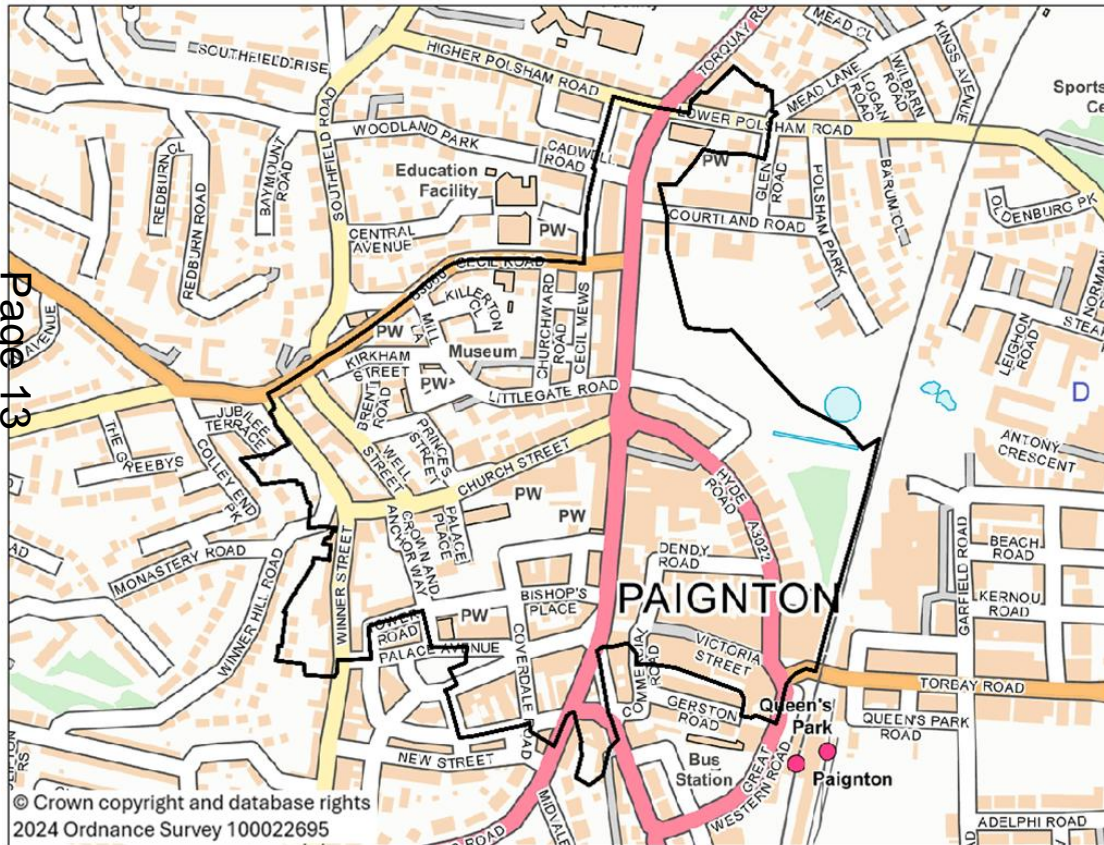 MEAD CL
KINGS AVENUE
TORQUAY RO
SOUTHFIELD RISE
HIGHER POLSHAM ROAD
WILBARN
ROAD
LOGAN
ROAD
MEAD LANE
Sports
Ce
SOUTHFIELD ROAD
LOWER POLSHAM ROAD
WOODLAND PARK
CADWELL
ROAD
PW
REDBURN CL
BAYMOUNT
ROAD
Education
Facility
GLEN
ROAD
BARUM CL
POLSHAM PARK
REDBURN ROAD
OLDENBURG PK
COURTLAND ROAD
CENTRAL
AVENUE
PW
CECIL ROAD
NORMAN
KILLERTON
CL
CHURCHWARD
ROAD
CECIL MEWS
MILL
LA
STEA
LEIGHON
ROAD
AVENUE
PW
Museum
KIRKHAM
STREET
PW
LITTLEGATE ROAD
Page 13
BRENT
ROAD
D
JUBILEE
TERRACE
PRINCES
STREET
CHURCH STREET
THE
GREEBYS
COLLEY END
PK
WELL
STREET
ANTONY
CRESCENT
HYDE
ROAD
A3022
PW
PW
CROWN AND
ANCHOR WAY
PALACE
PLACE
WINNER STREET
MONASTERY ROAD
AD
DENDY
ROAD
BEACH
ROAD
GARFIELD ROAD
PAIGNTON
BISHOP'S
PLACE
KERNOU
ROAD
WINNER HILL ROAD
PW
ROAD
PALACE AVENUE
COVERDALE ROAD
VICTORIA
STREET
ROAD
TORBAY ROAD
GERSTON
ROAD
Queen's
Park
QUEEN'S PARK
ROAD
NEW STREET
Bus
Station
GREAT
WESTERN ROAD
Paignton
© Crown copyright and database rights
2024 Ordnance Survey 100022695
MIDVALE
ROAD
ADELPHI ROAD